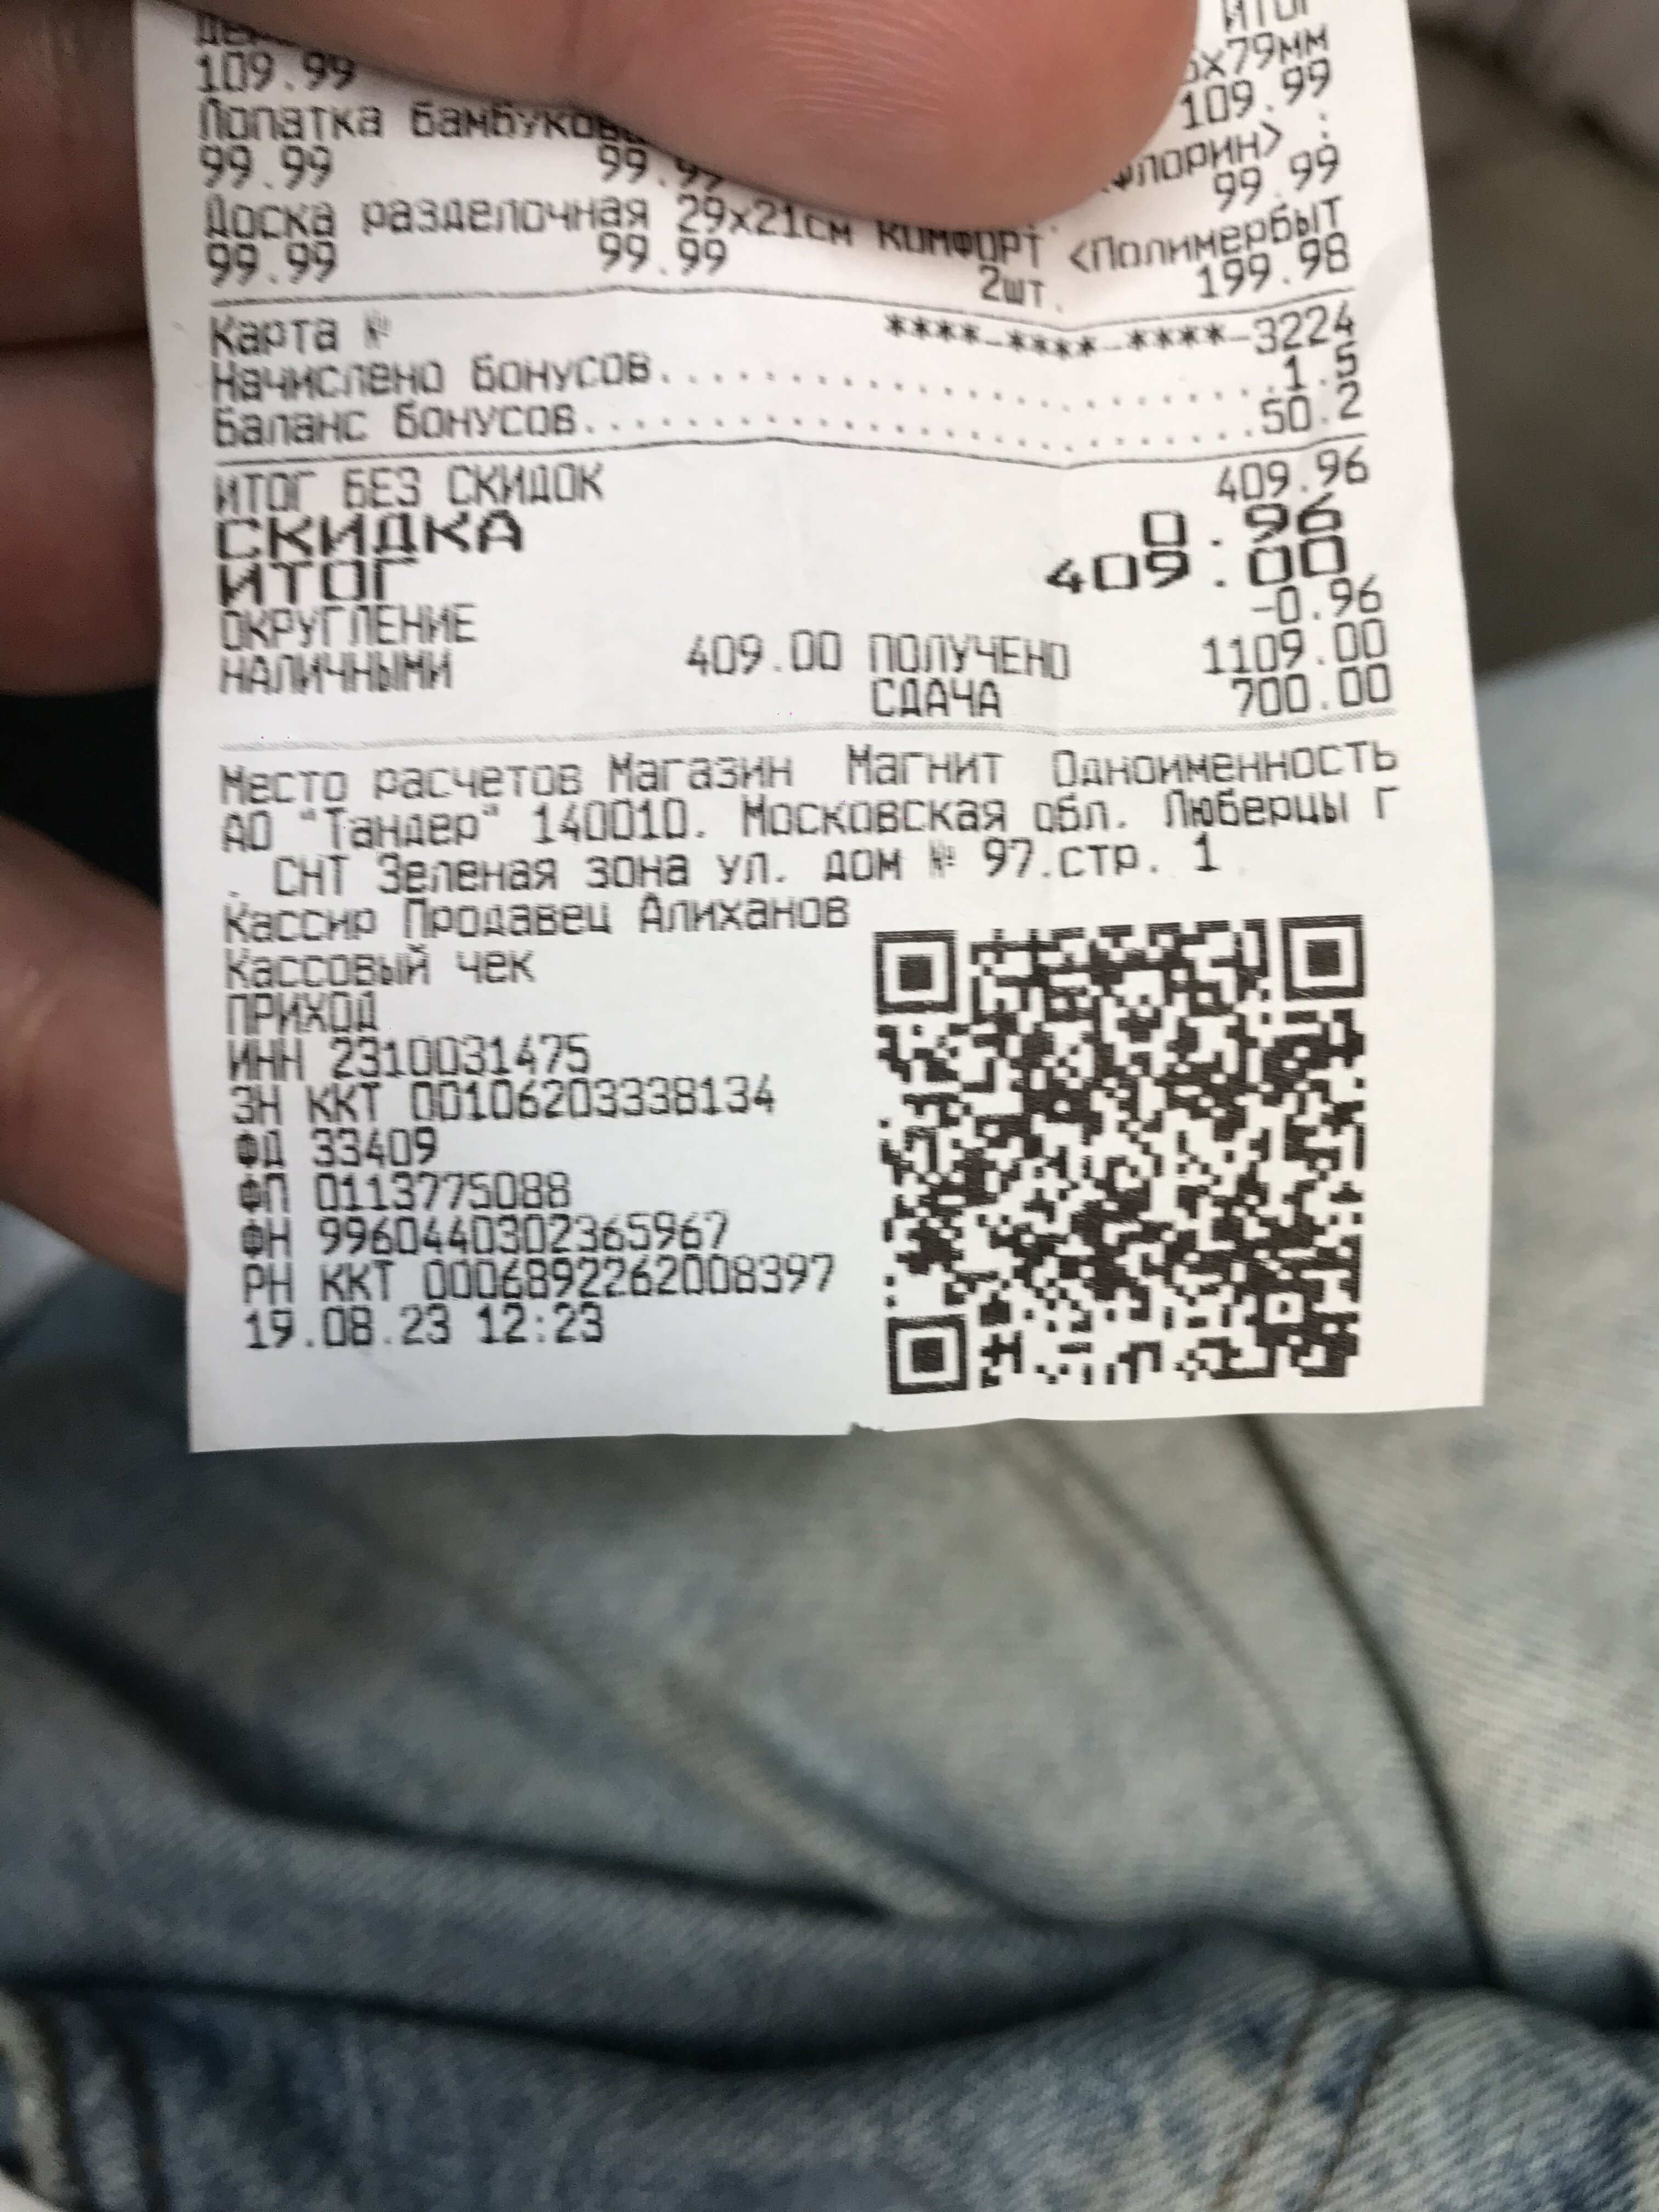 ИТОГ
х79мм
109.99 109.99
Лопатка бамбукова ФЛОРИН> :
99.99 99.99 99.99
Доска разделочная 29х21см КОМФОРТ <Полимербыт
99.99 99.99 2шт. 199.98
Карта № ****-****-****-3224
Начислено бонусов..............................1.5
Баланс бонусов..............................50.2
ИТОГ БЕЗ СКИДОК 409.96
СКИДКА 0.96
ИТОГ 409.00
ОКРУГЛЕНИЕ -0.96
НАЛИЧНЫМИ 409.00 ПОЛУЧЕНО 1109.00
СДАЧА 700.00
Место расчетов Магазин Магнит Одноименность
АО "Тандер" 140010. Московская обл. Люберцы Г
. СНТ Зеленая зона ул. дом № 97.стр. 1
Кассир Продавец Алиханов
Кассовый чек
ПРИХОД
ИНН 2310031475
ЗН ККТ 00106203338134
ФД 33409
ФП 0113775088
ФН 9960440302365967
РН ККТ 0006892262008397
19.08.23 12:23